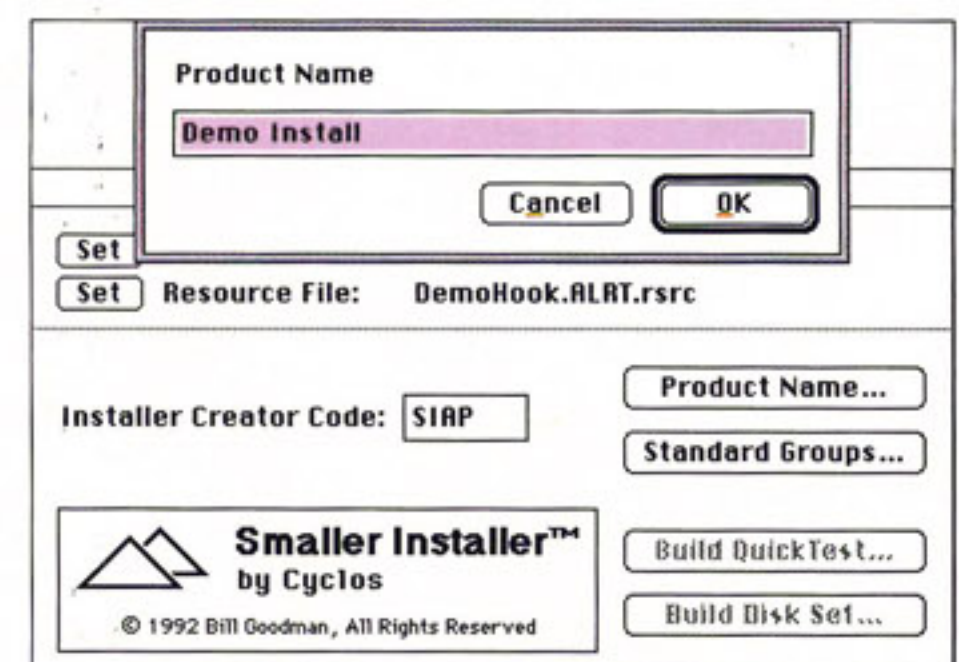 Product Name
Demo Install
Cancel OK
Set
Set Resource File: DemoHook.ALRT.rsrc
Installer Creator Code: SIAP
Product Name...
Standard Groups...
Smaller Installer™
by Cyclos
© 1992 Bill Goodman, All Rights Reserved
Build QuickTest...
Build Disk Set...